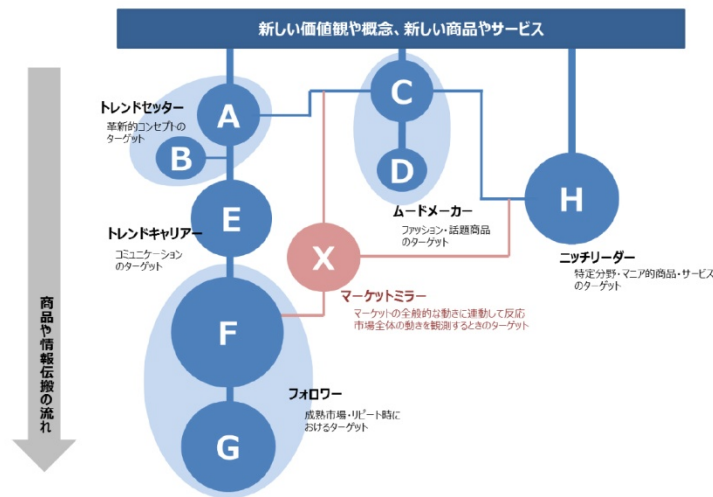 新しい価値観や概念、新しい商品やサービス
トレンドセッター
革新的コンセプトの
ターゲット
A
B
C
D
ムードメーカー
ファッション・話題商品
のターゲット
H
ニッチリーダー
特定分野・マニア的商品・サービス
のターゲット
E
トレンドキャリアー
コミュニケーション
のターゲット
X
マーケットミラー
マーケットの全般的な動きに連動して反応
市場全体の動きを観測するときのターゲット
F
フォロワー
成熟市場・リピート時に
おけるターゲット
G
商品や情報伝搬の流れ